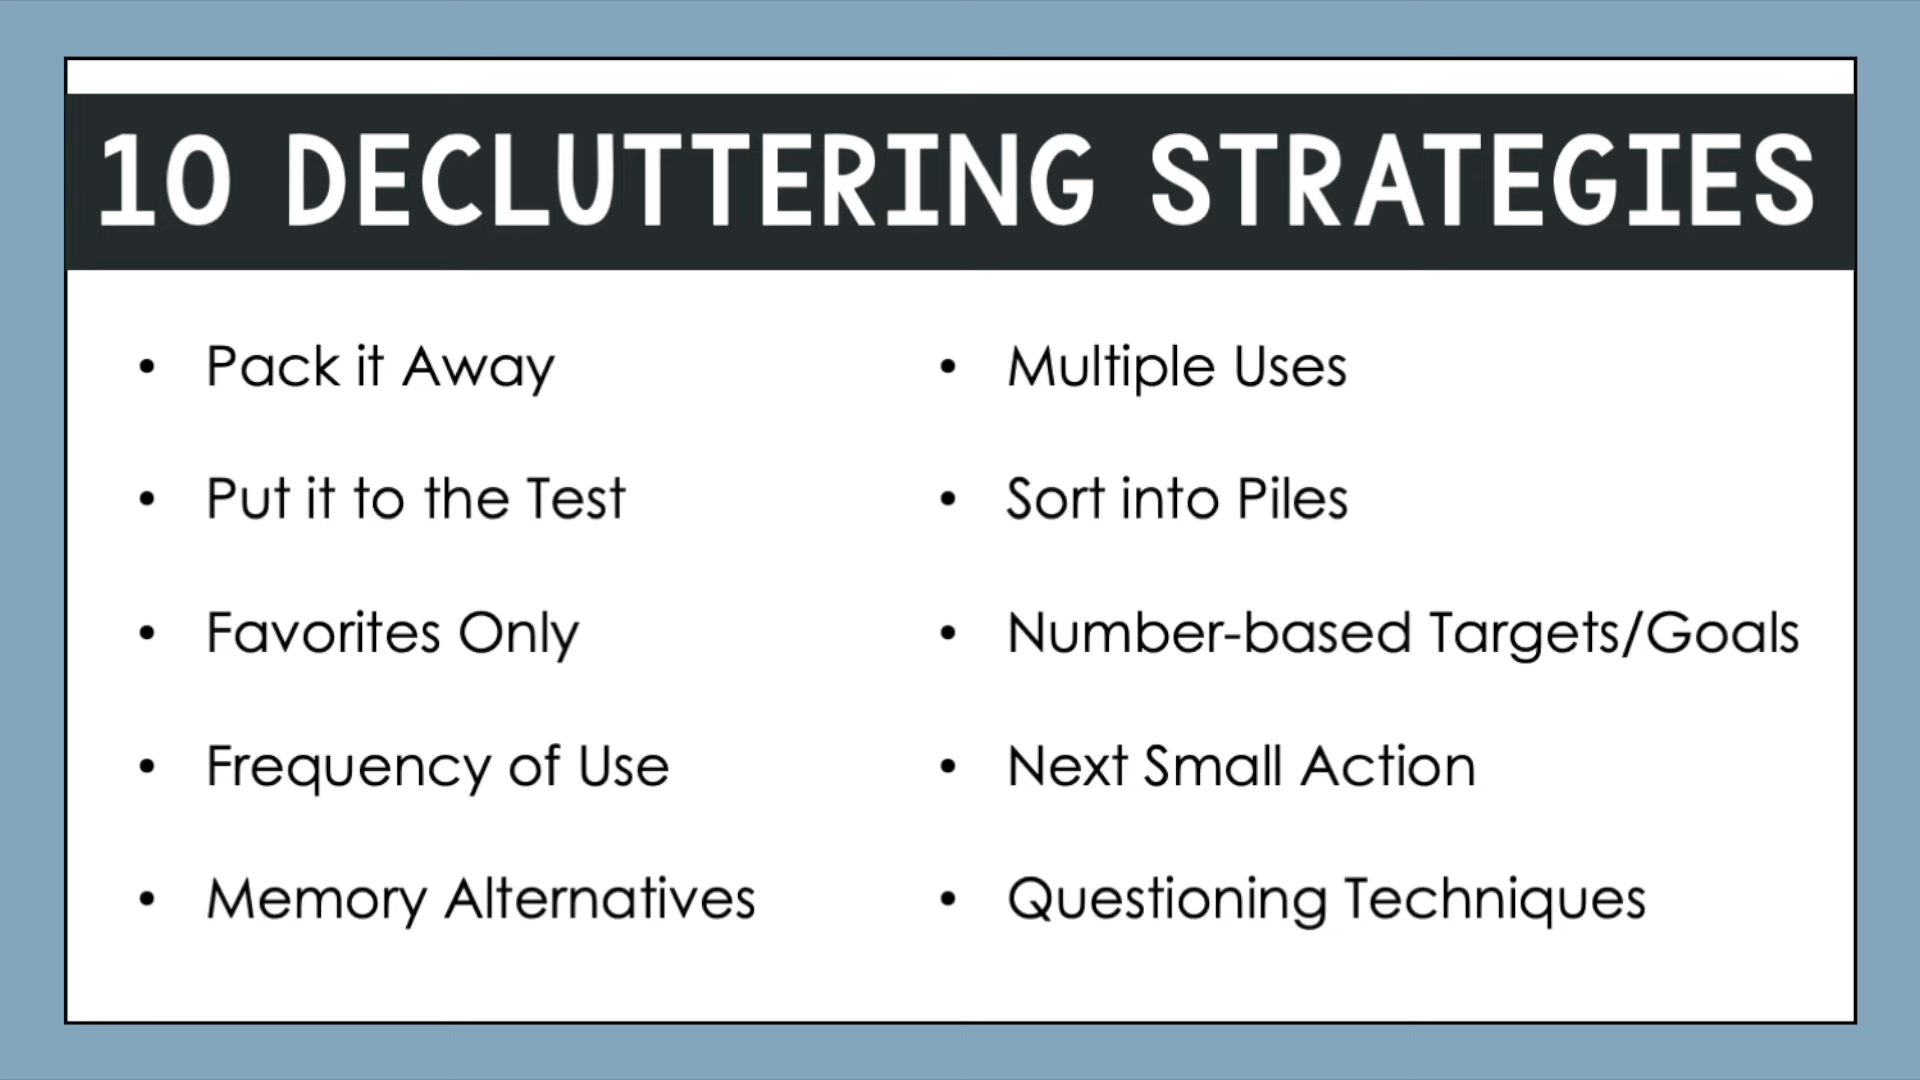 10 DECLUTTERING STRATEGIES
• Pack it Away
• Put it to the Test
• Favorites Only
• Frequency of Use
• Memory Alternatives
• Multiple Uses
• Sort into Piles
• Number-based Targets/Goals
• Next Small Action
• Questioning Techniques